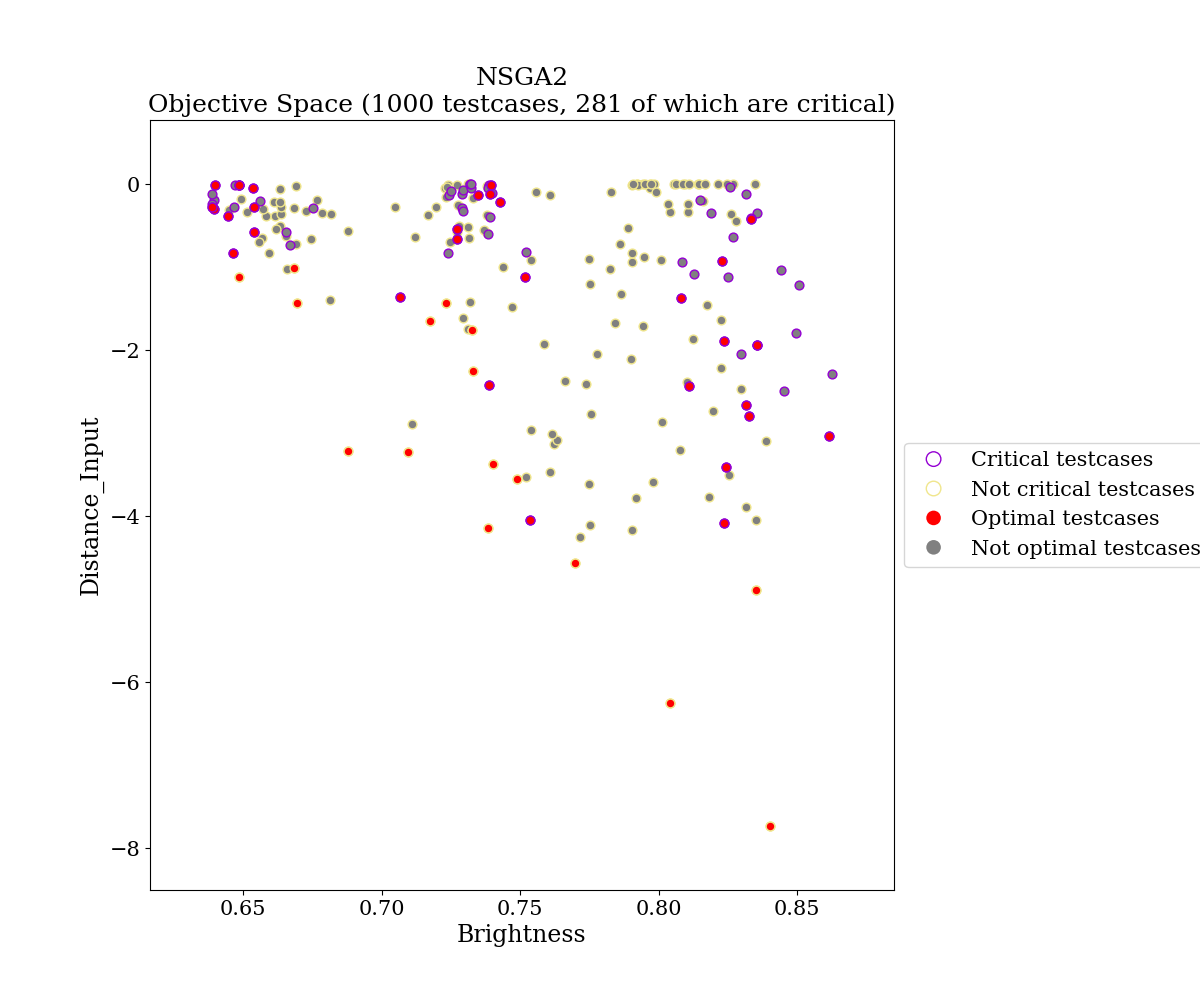 NSGA2
Objective Space (1000 testcases, 281 of which are critical)
0
−2
−4
−6
−8
Distance_Input
0.65
0.70
0.75
0.80
0.85
Brightness
Critical testcases
Not critical testcases
Optimal testcases
Not optimal testcases